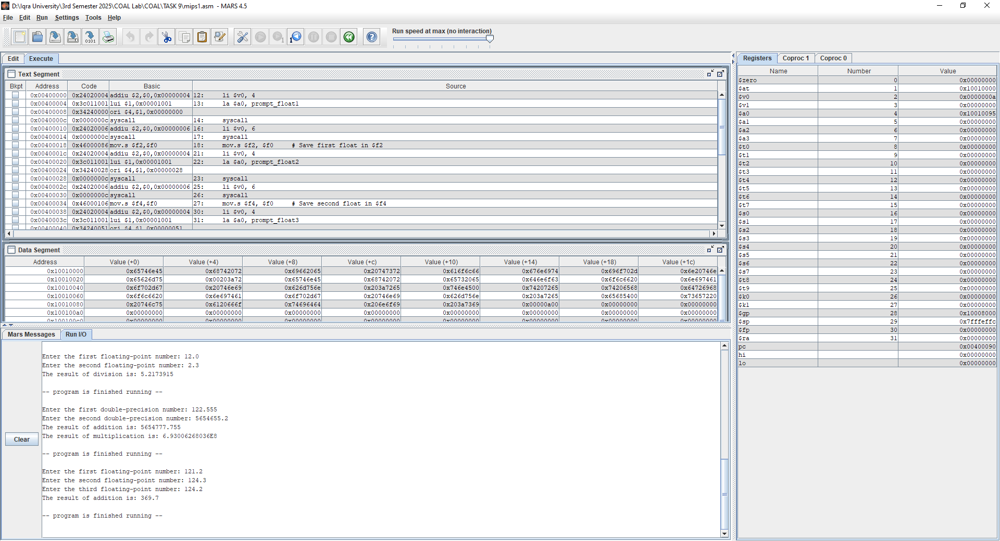 D:\Iqra University\3rd Semester 2025\COAL Lab\COAL\TASK 9\mips1.asm - MARS 4.5
File Edit Run Settings Tools Help
Run speed at max (no interaction)
Edit Execute
Text Segment
Bkpt Address Code Basic Source
0x00400000 0x24020004 addiu $2,$0,0x00000004 12: li $v0, 4
0x00400004 0x3c011001 lui $1,0x00001001 13: la $a0, prompt_float1
0x00400008 0x34240000 ori $4,$1,0x00000000
0x0040000c 0x0000000c syscall 14: syscall
0x00400010 0x24020006 addiu $2,$0,0x00000006 16: li $v0, 6
0x00400014 0x0000000c syscall 17: syscall
0x00400018 0x46000086 mov.s $f2,$f0 18: mov.s $f2, $f0 # Save first float in $f2
0x0040001c 0x24020004 addiu $2,$0,0x00000004 21: li $v0, 4
0x00400020 0x3c011001 lui $1,0x00001001 22: la $a0, prompt_float2
0x00400024 0x34240028 ori $4,$1,0x00000028
0x00400028 0x0000000c syscall 23: syscall
0x0040002c 0x24020006 addiu $2,$0,0x00000006 25: li $v0, 6
0x00400030 0x0000000c syscall 26: syscall
0x00400034 0x46000106 mov.s $f4,$f0 27: mov.s $f4, $f0 # Save second float in $f4
0x00400038 0x24020004 addiu $2,$0,0x00000004 30: li $v0, 4
0x0040003c 0x3c011001 lui $1,0x00001001 31: la $a0, prompt_float3
0x00400040 0x34240051 ori $4,$1,0x00000051
Data Segment
Address Value (+0) Value (+4) Value (+8) Value (+c) Value (+10) Value (+14) Value (+18) Value (+1c)
0x10010000 0x65746e45 0x68742072 0x69662065 0x20747372 0x616f6c66 0x676e6974 0x696f702d 0x6e20746e
0x10010020 0x65626d75 0x00203a72 0x65746e45 0x68742072 0x65732065 0x646e6f63 0x6f6c6620 0x6e697461
0x10010040 0x6f702d67 0x20746e69 0x626d756e 0x203a7265 0x746e4500 0x74207265 0x74206568 0x64726968
0x10010060 0x6f6c6620 0x6e697461 0x6f702d67 0x20746e69 0x626d756e 0x203a7265 0x65685400 0x73657220
0x10010080 0x20746c75 0x6120666f 0x74696464 0x206e6f69 0x203a7369 0x00000a00 0x00000000 0x00000000
0x100100a0 0x00000000 0x00000000 0x00000000 0x00000000 0x00000000 0x00000000 0x00000000 0x00000000
0x100100c0 0x00000000 0x00000000 0x00000000 0x00000000 0x00000000 0x00000000 0x00000000 0x00000000
Mars Messages Run I/O
Clear
Enter the first floating-point number: 12.0
Enter the second floating-point number: 2.3
The result of division is: 5.2173915
-- program is finished running --
Enter the first double-precision number: 122.555
Enter the second double-precision number: 5654655.2
The result of addition is: 5654777.755
The result of multiplication is: 6.93006268036E8
-- program is finished running --
Enter the first floating-point number: 121.2
Enter the second floating-point number: 124.3
Enter the third floating-point number: 124.2
The result of addition is: 369.7
-- program is finished running --
Registers Coproc 1 Coproc 0
Name Number Value
$zero 0 0x00000000
$at 1 0x10010000
$v0 2 0x0000000a
$v1 3 0x00000000
$a0 4 0x10010095
$a1 5 0x00000000
$a2 6 0x00000000
$a3 7 0x00000000
$t0 8 0x00000000
$t1 9 0x00000000
$t2 10 0x00000000
$t3 11 0x00000000
$t4 12 0x00000000
$t5 13 0x00000000
$t6 14 0x00000000
$t7 15 0x00000000
$s0 16 0x00000000
$s1 17 0x00000000
$s2 18 0x00000000
$s3 19 0x00000000
$s4 20 0x00000000
$s5 21 0x00000000
$s6 22 0x00000000
$s7 23 0x00000000
$t8 24 0x00000000
$t9 25 0x00000000
$k0 26 0x00000000
$k1 27 0x00000000
$gp 28 0x10008000
$sp 29 0x7fffeffc
$fp 30 0x00000000
$ra 31 0x00000000
pc 0x00400090
hi 0x00000000
lo 0x00000000